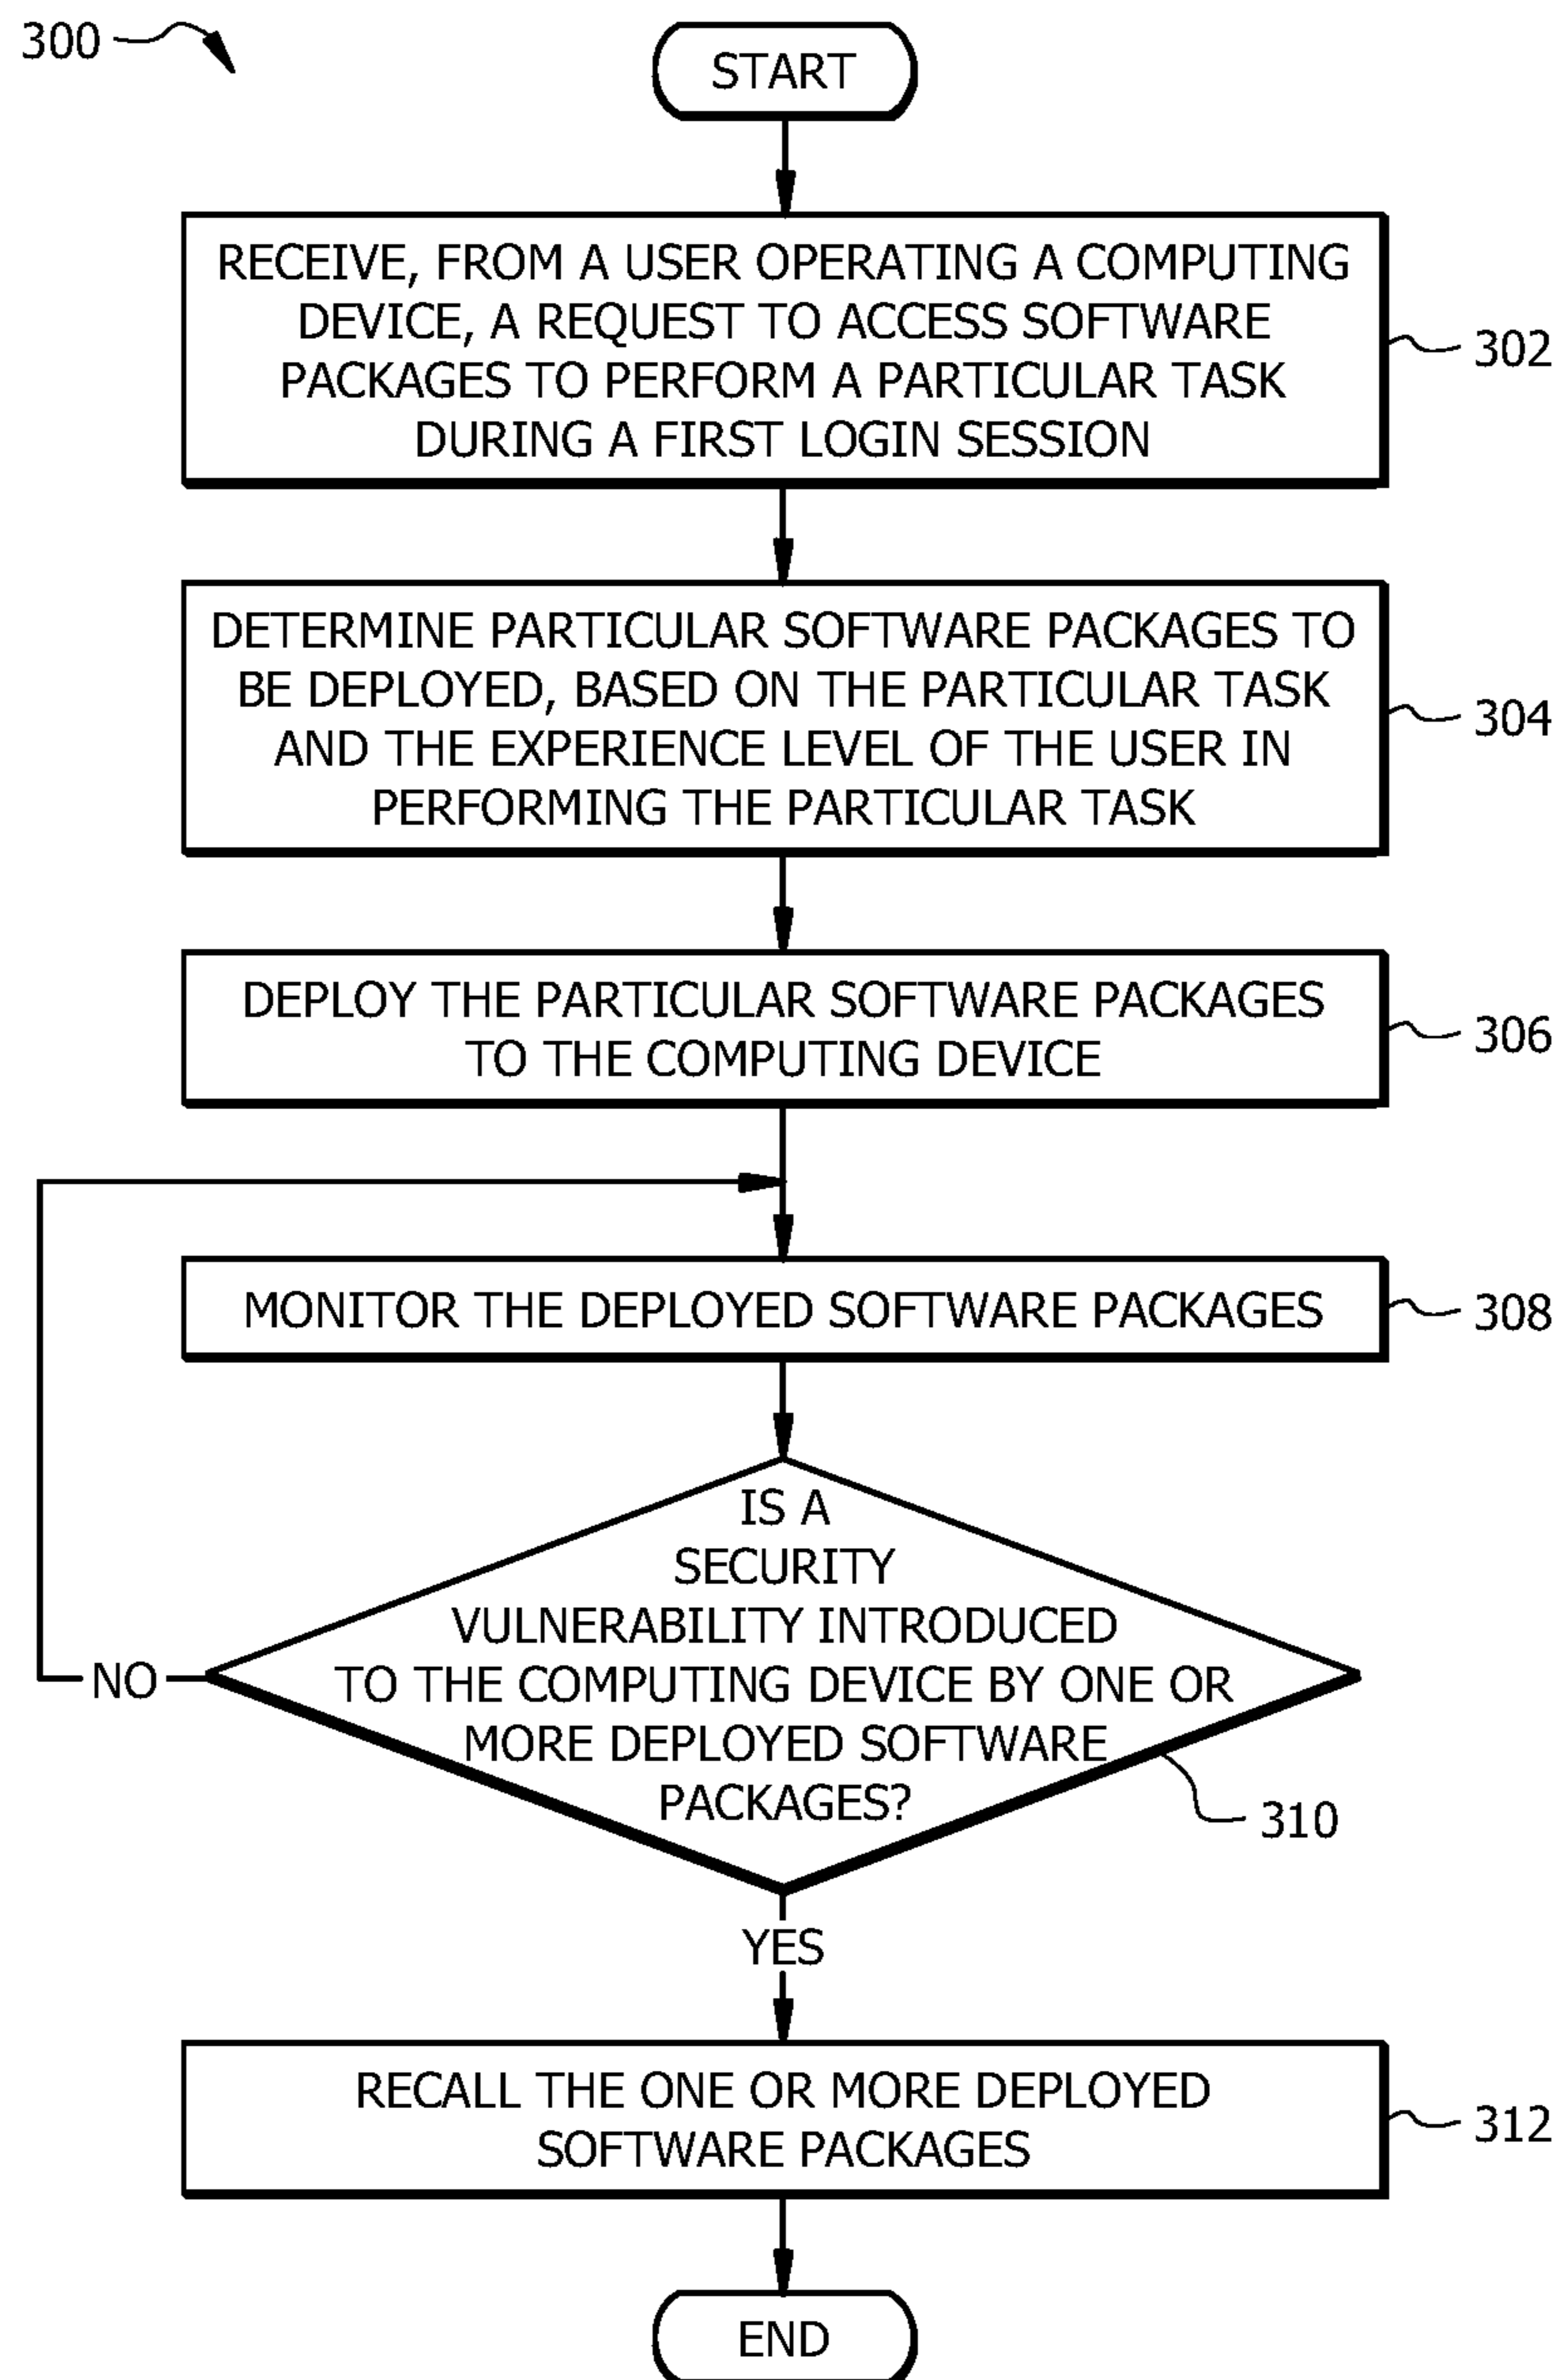 300
START
RECEIVE, FROM A USER OPERATING A COMPUTING
DEVICE, A REQUEST TO ACCESS SOFTWARE
PACKAGES TO PERFORM A PARTICULAR TASK
DURING A FIRST LOGIN SESSION
302
DETERMINE PARTICULAR SOFTWARE PACKAGES TO
BE DEPLOYED, BASED ON THE PARTICULAR TASK
AND THE EXPERIENCE LEVEL OF THE USER IN
PERFORMING THE PARTICULAR TASK
304
DEPLOY THE PARTICULAR SOFTWARE PACKAGES
TO THE COMPUTING DEVICE
306
MONITOR THE DEPLOYED SOFTWARE PACKAGES
308
IS A
SECURITY
VULNERABILITY INTRODUCED
TO THE COMPUTING DEVICE BY ONE OR
MORE DEPLOYED SOFTWARE
PACKAGES?
NO
310
YES
RECALL THE ONE OR MORE DEPLOYED
SOFTWARE PACKAGES
312
END